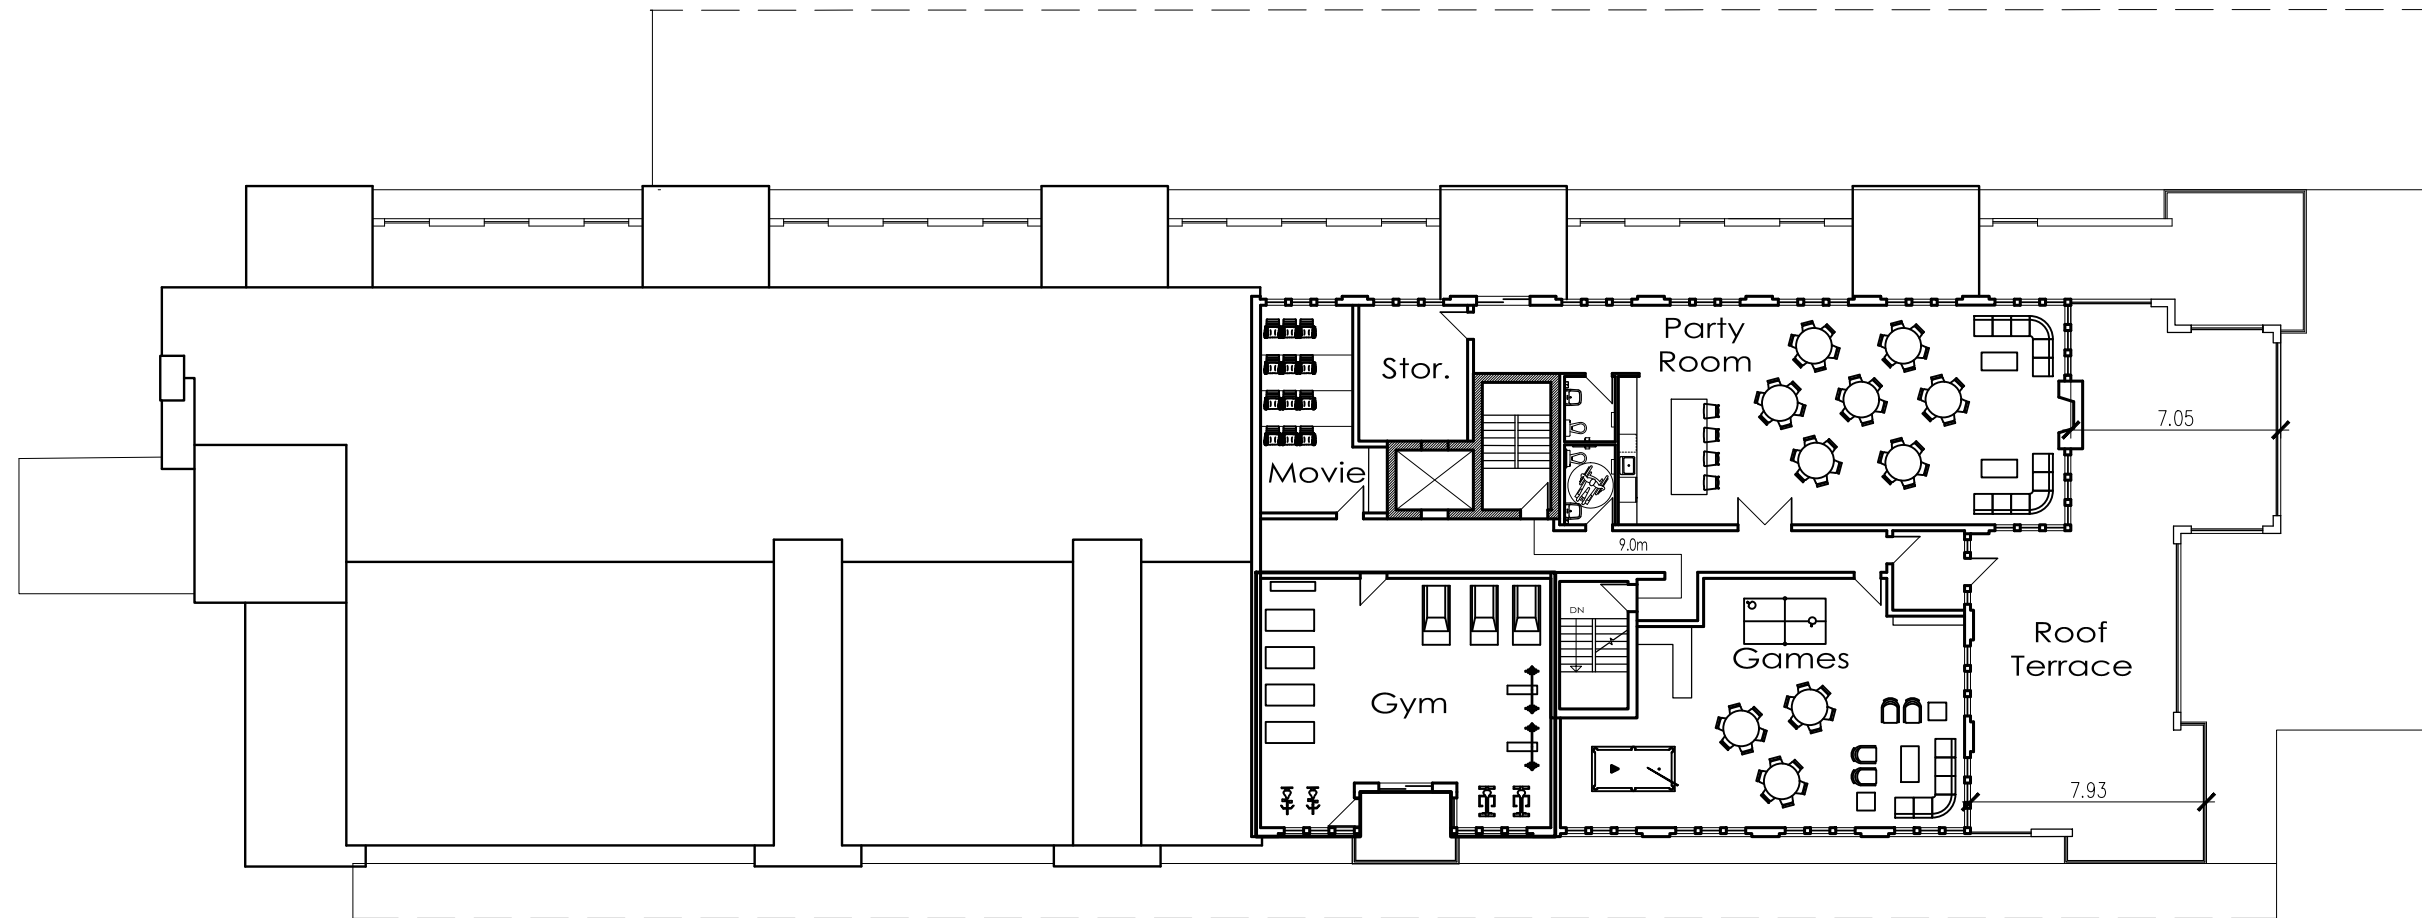 Party
Room
Stor.
7.05
Movie
9.0m
DN
Roof
Terrace
Games
Gym
7.93